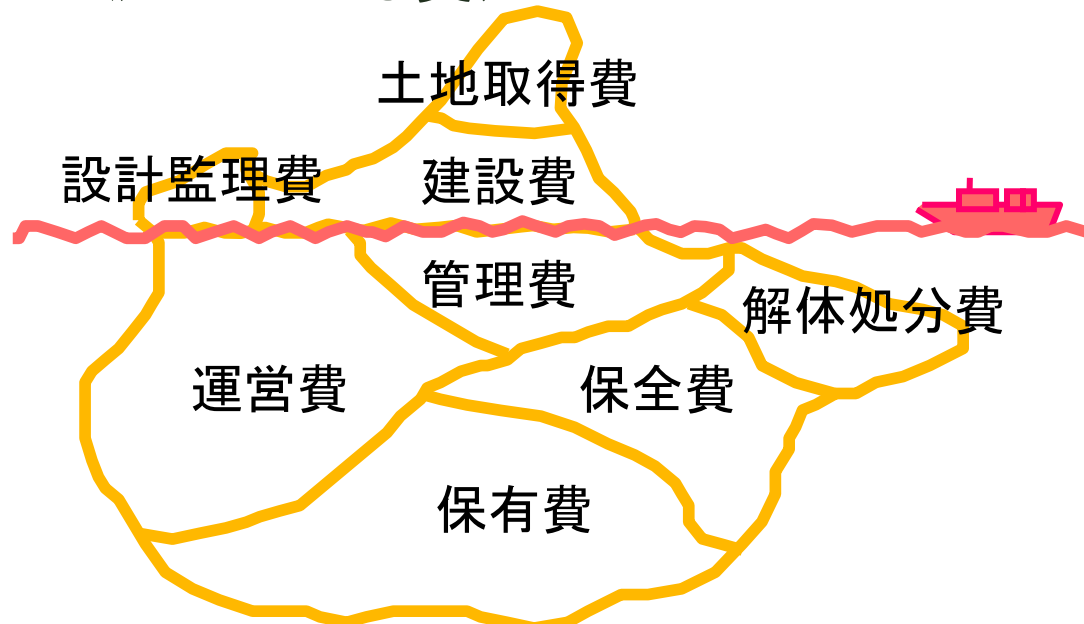 土地取得費
設計監理費
建設費
管理費
解体処分費
運営費
保全費
保有費